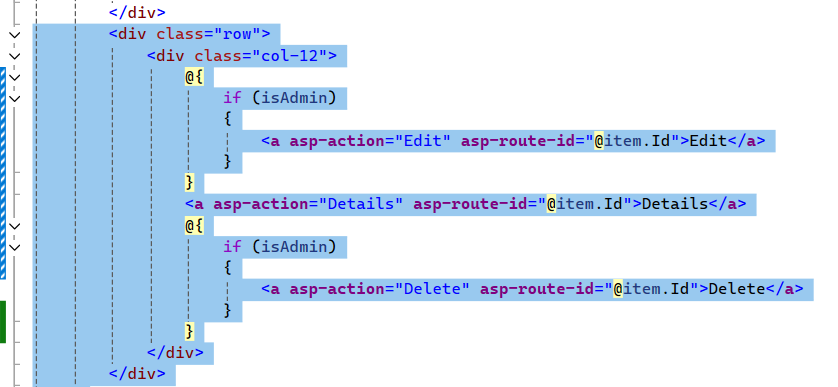 </div>
<div class="row">
<div class="col-12">
@{
if (isAdmin)
{
<a asp-action="Edit" asp-route-id="@item.Id">Edit</a>
}
}
<a asp-action="Details" asp-route-id="@item.Id">Details</a>
@{
if (isAdmin)
{
<a asp-action="Delete" asp-route-id="@item.Id">Delete</a>
}
}
</div>
</div>